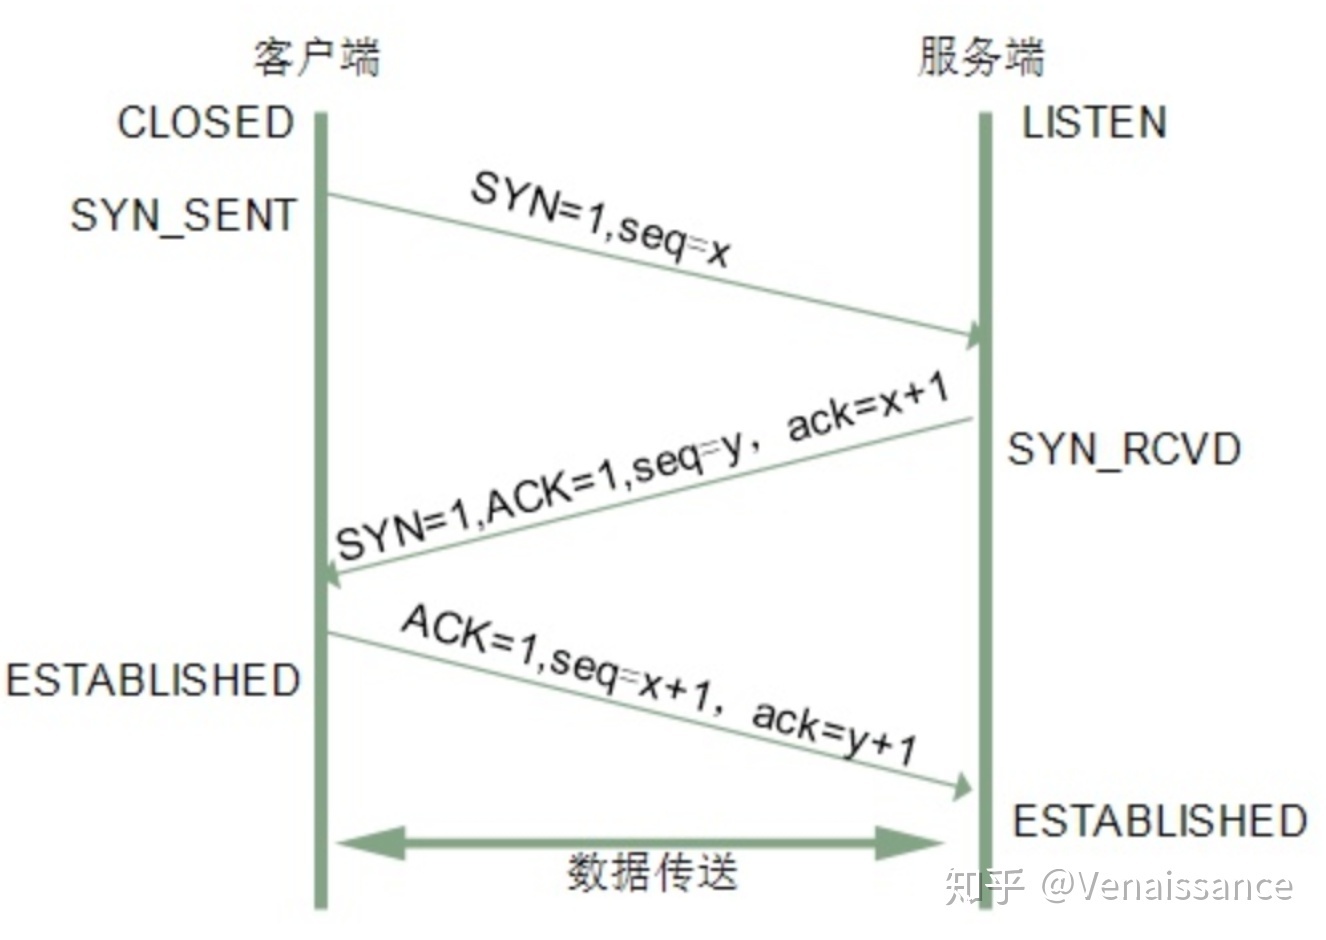 客户端
服务端
CLOSED
LISTEN
SYN_SENT
SYN=1,seq=x
SYN=1,ACK=1,seq=y，ack=x+1
SYN_RCVD
ACK=1,seq=x+1，ack=y+1
ESTABLISHED
ESTABLISHED
数据传送
知乎 @Venaissance